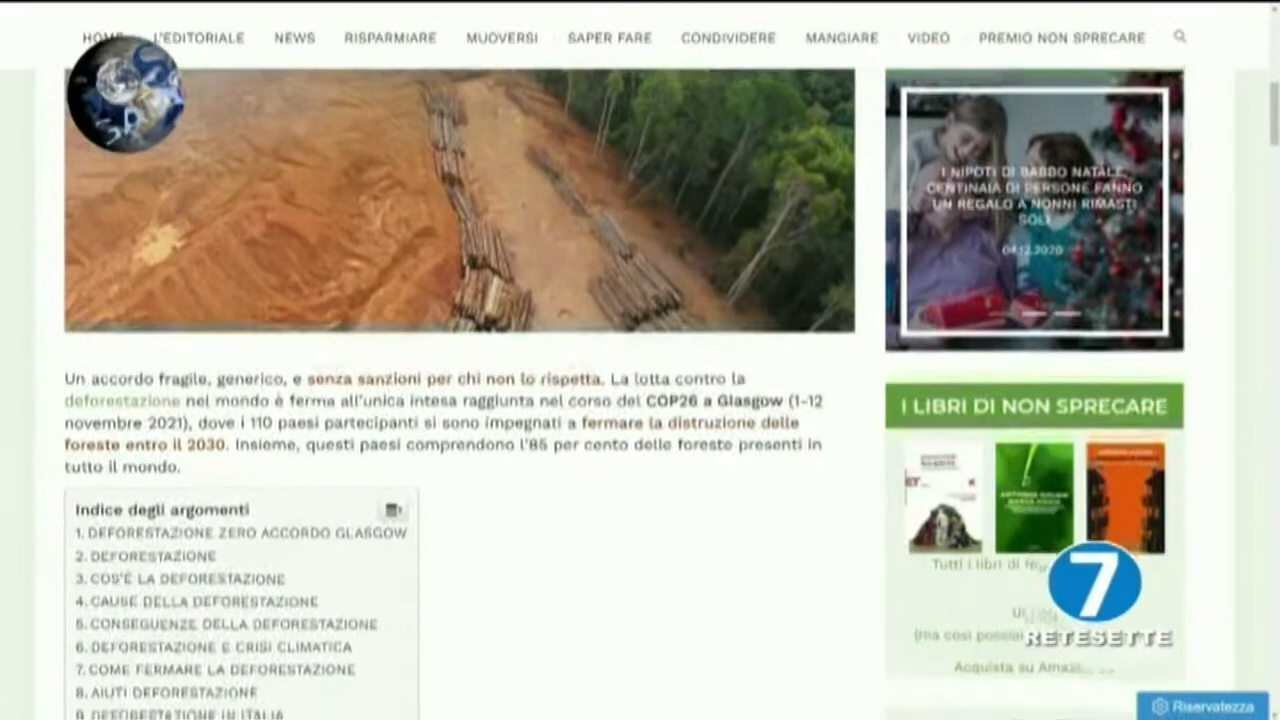 HOME L'EDITORIALE NEWS RISPARMIARE MUOVERSI SAPER FARE CONDIVIDERE MANGIARE VIDEO PREMIO NON SPRECARE
I NIPOTI DI BABBO NATALE,
CENTINAIA DI PERSONE FANNO
UN REGALO A NONNI RIMASTI
SOLI
04.12.2020
Un accordo fragile, generico, e senza sanzioni per chi non lo rispetta. La lotta contro la
deforestazione nel mondo è ferma all'unica intesa raggiunta nel corso del COP26 a Glasgow (1-12
novembre 2021), dove i 110 paesi partecipanti si sono impegnati a fermare la distruzione delle
foreste entro il 2030. Insieme, questi paesi comprendono l'85 per cento delle foreste presenti in
tutto il mondo.
Indice degli argomenti
1. DEFORESTAZIONE ZERO ACCORDO GLASGOW
2. DEFORESTAZIONE
3. COS'È LA DEFORESTAZIONE
4. CAUSE DELLA DEFORESTAZIONE
5. CONSEGUENZE DELLA DEFORESTAZIONE
6. DEFORESTAZIONE E CRISI CLIMATICA
7. COME FERMARE LA DEFORESTAZIONE
8. AIUTI DEFORESTAZIONE
9. DEFORESTAZIONE IN ITALIA
I LIBRI DI NON SPRECARE
Tutti i libri di
(ma così
Acquista su
7
RETESETTE
Riservatezza